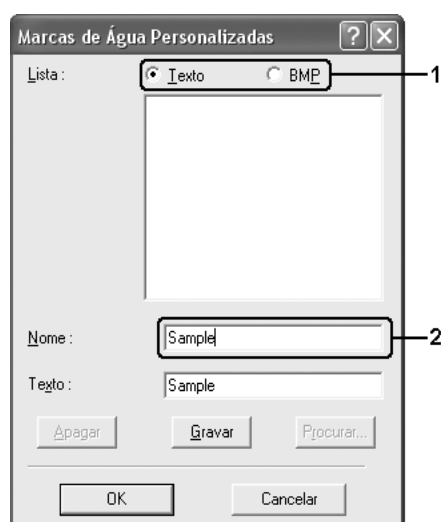 Marcas de Água Personalizadas
Lista : Texto BMP 1
Nome : Sample 2
Texto : Sample
Apagar Gravar Procurar...
OK Cancelar